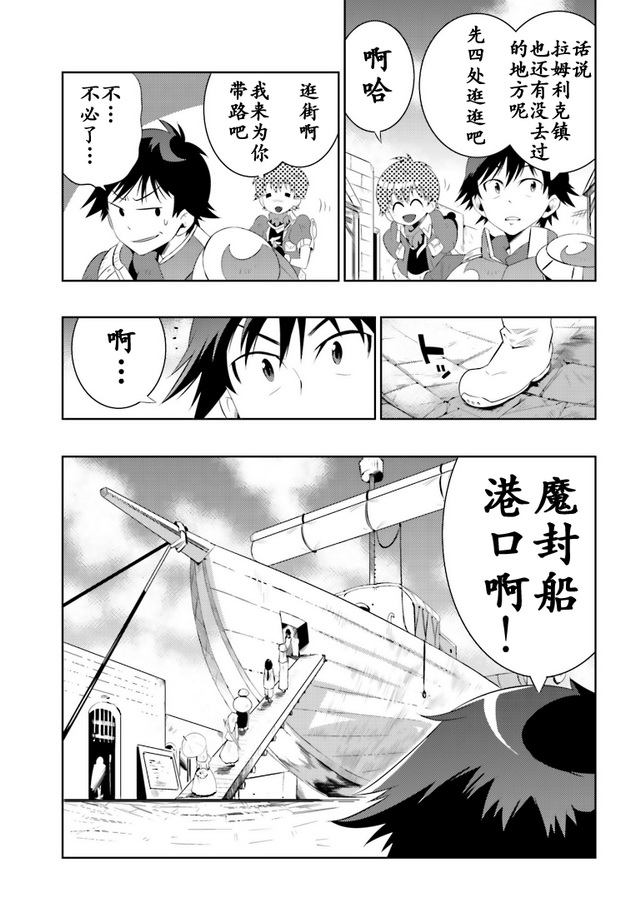 话说
拉姆利克镇
也还有没去过
的地方呢
先四处逛逛吧
啊哈
逛街啊
我来为你
带路吧
不…
不必了…
ド
啊…
魔封船
港口啊！